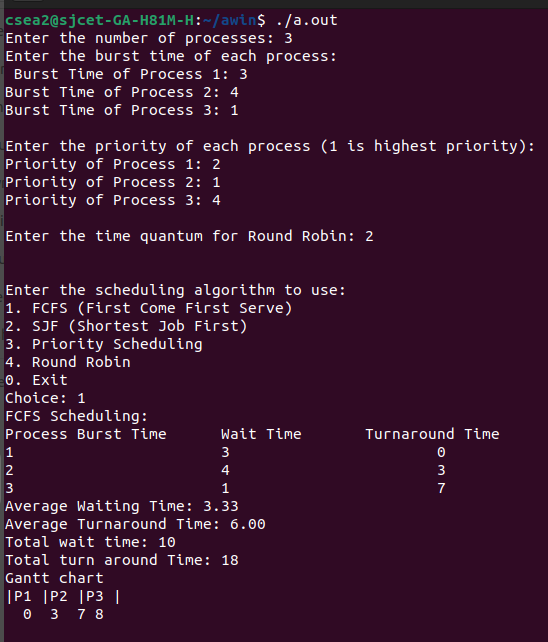 csea2@sjcet-GA-H81M-H:~/awin$ ./a.out
Enter the number of processes: 3
Enter the burst time of each process:
 Burst Time of Process 1: 3
Burst Time of Process 2: 4
Burst Time of Process 3: 1

Enter the priority of each process (1 is highest priority):
Priority of Process 1: 2
Priority of Process 2: 1
Priority of Process 3: 4

Enter the time quantum for Round Robin: 2


Enter the scheduling algorithm to use:
1. FCFS (First Come First Serve)
2. SJF (Shortest Job First)
3. Priority Scheduling
4. Round Robin
0. Exit
Choice: 1
FCFS Scheduling:
Process Burst Time      Wait Time       Turnaround Time
1                       3                       0
2                       4                       3
3                       1                       7
Average Waiting Time: 3.33
Average Turnaround Time: 6.00
Total wait time: 10
Total turn around Time: 18
Gantt chart
|P1 |P2 |P3 |
  0  3  7 8